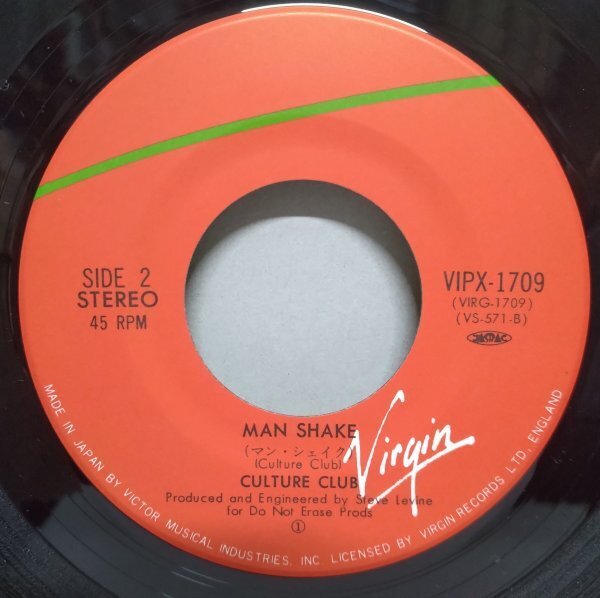 SIDE 2
STEREO
45 RPM
VIPX-1709
(VIRG-1709)
(VS-571-B)
JASRAC
MAN SHAKE
(マン・シェイク)
(Culture Club)
CULTURE CLUB
Produced and Engineered by Steve Levine
for Do Not Erase Prods
①
Virgin
MADE IN JAPAN BY VICTOR MUSICAL INDUSTRIES, INC. LICENSED BY VIRGIN RECORDS LTD., ENGLAND